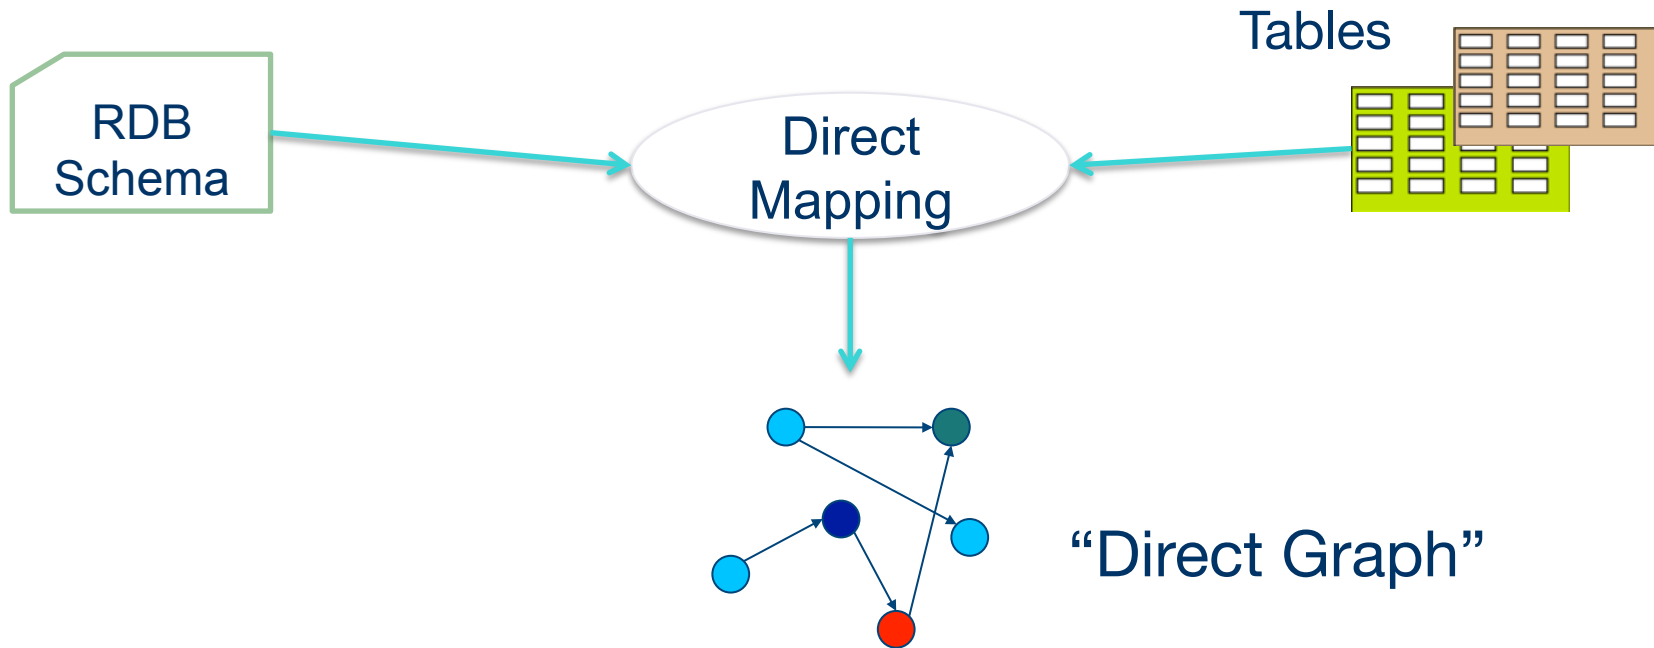 Tables
RDB
Schema
Direct
Mapping
“Direct Graph”